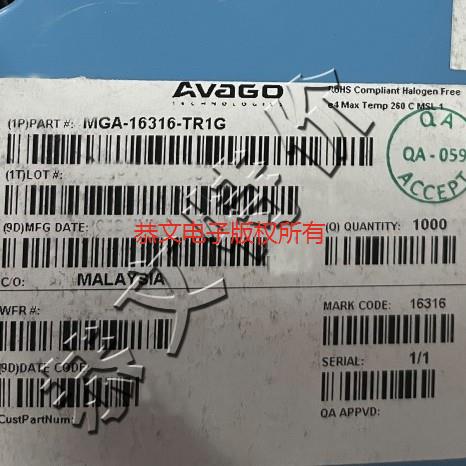 AVAGO
TECHNOLOGIES
RoHS Compliant Halogen Free
e4 Max Temp 260 C MSL 1
(1P)PART #: MGA-16316-TR1G
QA
QA-059
ACCEPT
(1T)LOT #:
(9D)MFG DATE:
(Q) QUANTITY: 1000
恭文电子版权所有
C/O: MALAYSIA
WFR #:
MARK CODE: 16316
(9D)DATE CODE:
SERIAL: 1/1
CustPartNum:
QA APPVD: